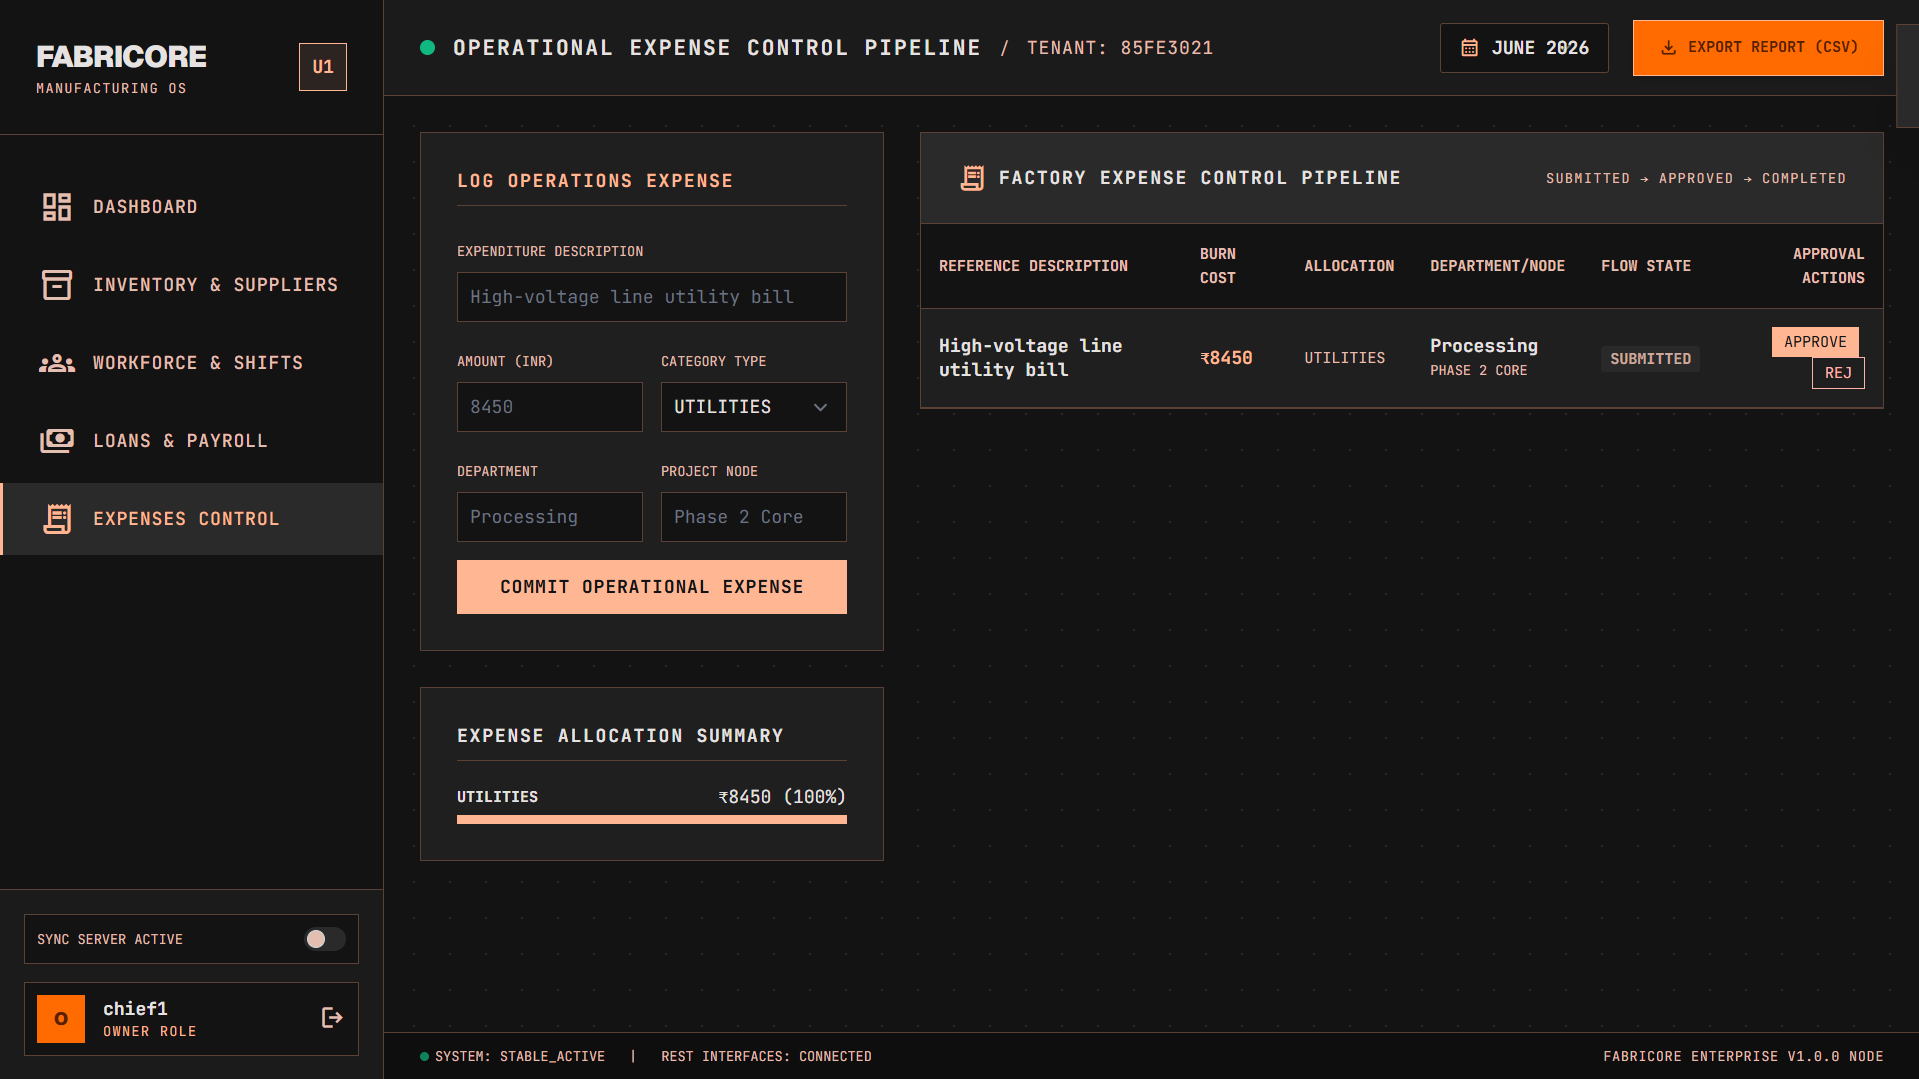 FABRICORE
MANUFACTURING OS
U1
DASHBOARD
INVENTORY & SUPPLIERS
WORKFORCE & SHIFTS
LOANS & PAYROLL
EXPENSES CONTROL
SYNC SERVER ACTIVE
O
chief1
OWNER ROLE
OPERATIONAL EXPENSE CONTROL PIPELINE / TENANT: 85FE3021
JUNE 2026
EXPORT REPORT (CSV)
LOG OPERATIONS EXPENSE
EXPENDITURE DESCRIPTION
High-voltage line utility bill
AMOUNT (INR) CATEGORY TYPE
8450 UTILITIES
DEPARTMENT PROJECT NODE
Processing Phase 2 Core
COMMIT OPERATIONAL EXPENSE
EXPENSE ALLOCATION SUMMARY
UTILITIES ₹8450 (100%)
FACTORY EXPENSE CONTROL PIPELINE
SUBMITTED → APPROVED → COMPLETED
REFERENCE DESCRIPTION
BURN
COST
ALLOCATION
DEPARTMENT/NODE
FLOW STATE
APPROVAL
ACTIONS
High-voltage line
utility bill
₹8450
UTILITIES
Processing
PHASE 2 CORE
SUBMITTED
APPROVE
REJ
SYSTEM: STABLE_ACTIVE | REST INTERFACES: CONNECTED
FABRICORE ENTERPRISE V1.0.0 NODE